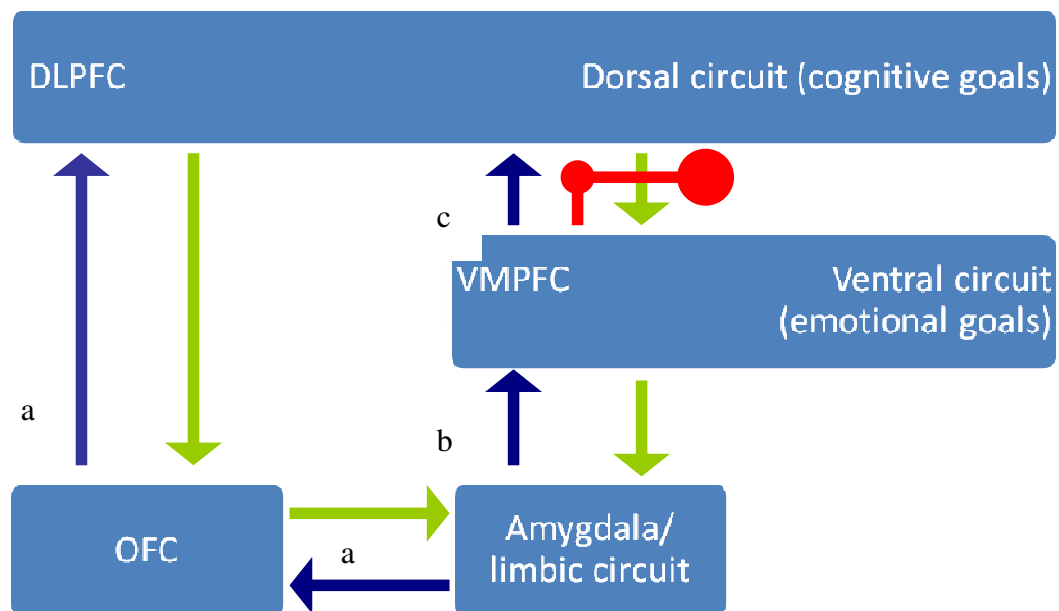 DLPFC
Dorsal circuit (cognitive goals)
c
VMPFC
Ventral circuit
(emotional goals)
a
b
OFC
a
Amygdala/
limbic circuit